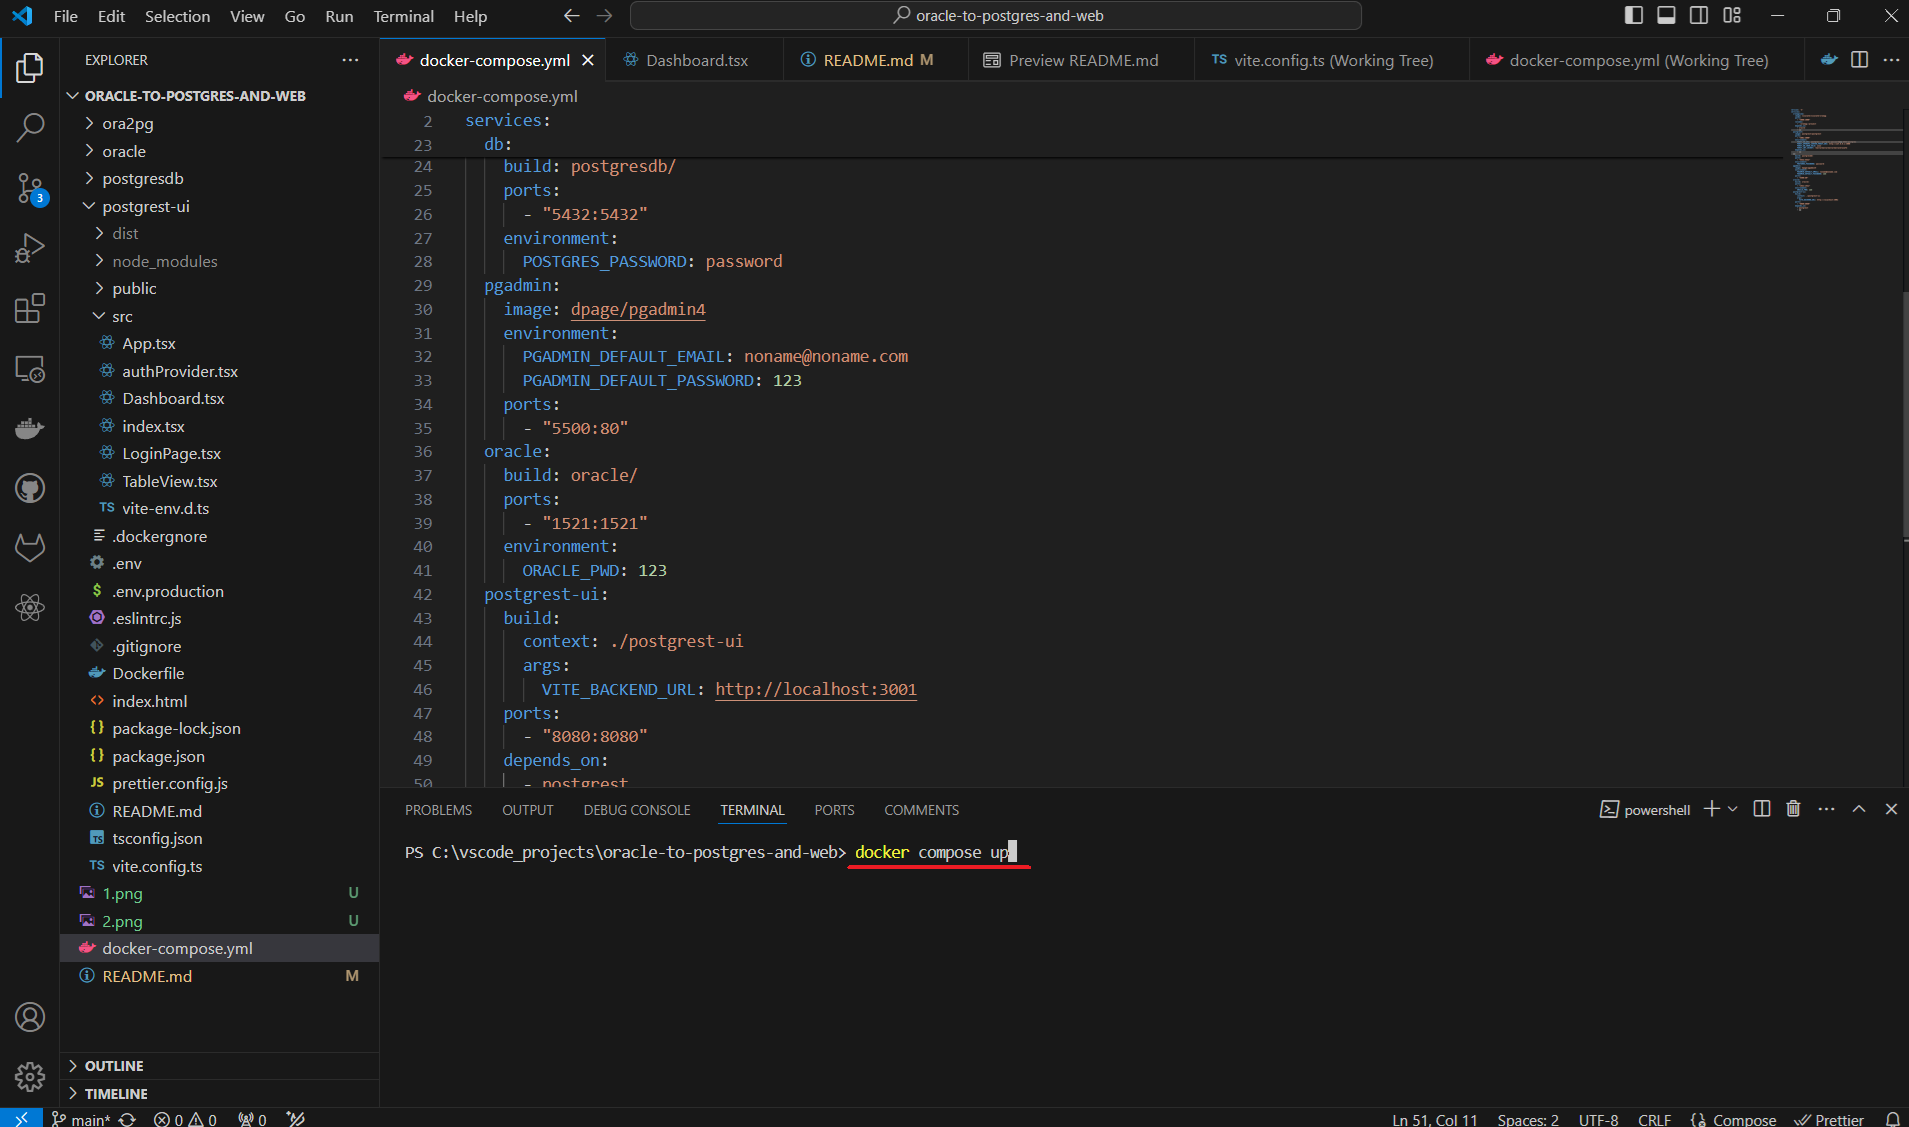 File Edit Selection View Go Run Terminal Help
oracle-to-postgres-and-web
EXPLORER
ORACLE-TO-POSTGRES-AND-WEB
ora2pg
oracle
postgresdb
postgrest-ui
dist
node_modules
public
src
App.tsx
authProvider.tsx
Dashboard.tsx
index.tsx
LoginPage.tsx
TableView.tsx
TS vite-env.d.ts
.dockergnore
.env
$ .env.production
.eslintrc.js
.gitignore
Dockerfile
<> index.html
{} package-lock.json
{} package.json
JS prettier.config.js
README.md
TS tsconfig.json
TS vite.config.ts
1.png U
2.png U
docker-compose.yml
README.md M
OUTLINE
TIMELINE
3
docker-compose.yml
Dashboard.tsx
README.md M
Preview README.md
TS vite.config.ts (Working Tree)
docker-compose.yml (Working Tree)
docker-compose.yml
2 services:
23 db:
24 build: postgresdb/
25 ports:
26 - "5432:5432"
27 environment:
28 POSTGRES_PASSWORD: password
29 pgadmin:
30 image: dpage/pgadmin4
31 environment:
32 PGADMIN_DEFAULT_EMAIL: noname@noname.com
33 PGADMIN_DEFAULT_PASSWORD: 123
34 ports:
35 - "5500:80"
36 oracle:
37 build: oracle/
38 ports:
39 - "1521:1521"
40 environment:
41 ORACLE_PWD: 123
42 postgrest-ui:
43 build:
44 context: ./postgrest-ui
45 args:
46 VITE_BACKEND_URL: http://localhost:3001
47 ports:
48 - "8080:8080"
49 depends_on:
50 - postgrest
PROBLEMS OUTPUT DEBUG CONSOLE TERMINAL PORTS COMMENTS
powershell
PS C:\vscode_projects\oracle-to-postgres-and-web> docker compose up
main* 0 0 0
Ln 51, Col 11 Spaces: 2 UTF-8 CRLF Compose Prettier